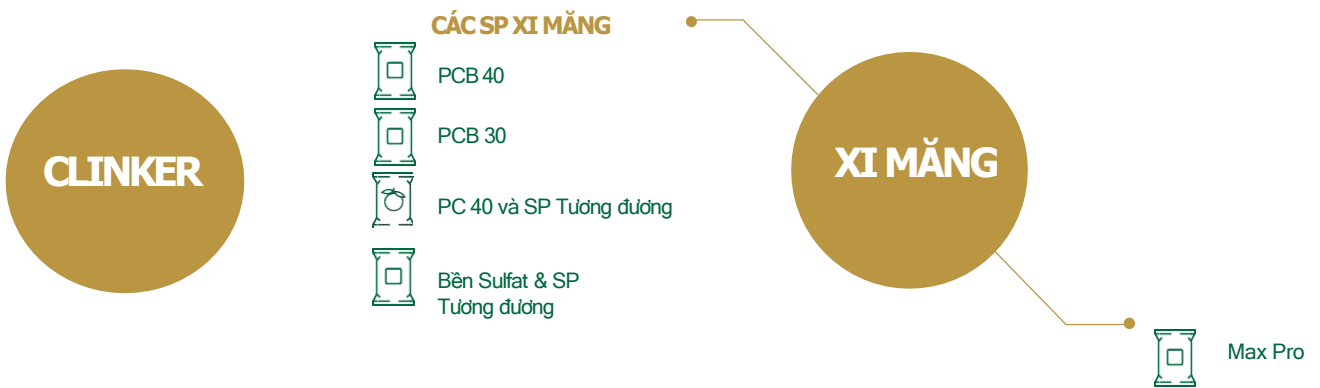 CÁC SP XI MĂNG
PCB 40
PCB 30
PC 40 và SP Tương đương
Bền Sulfat & SP
Tương đương
CLINKER
XI MĂNG
Max Pro